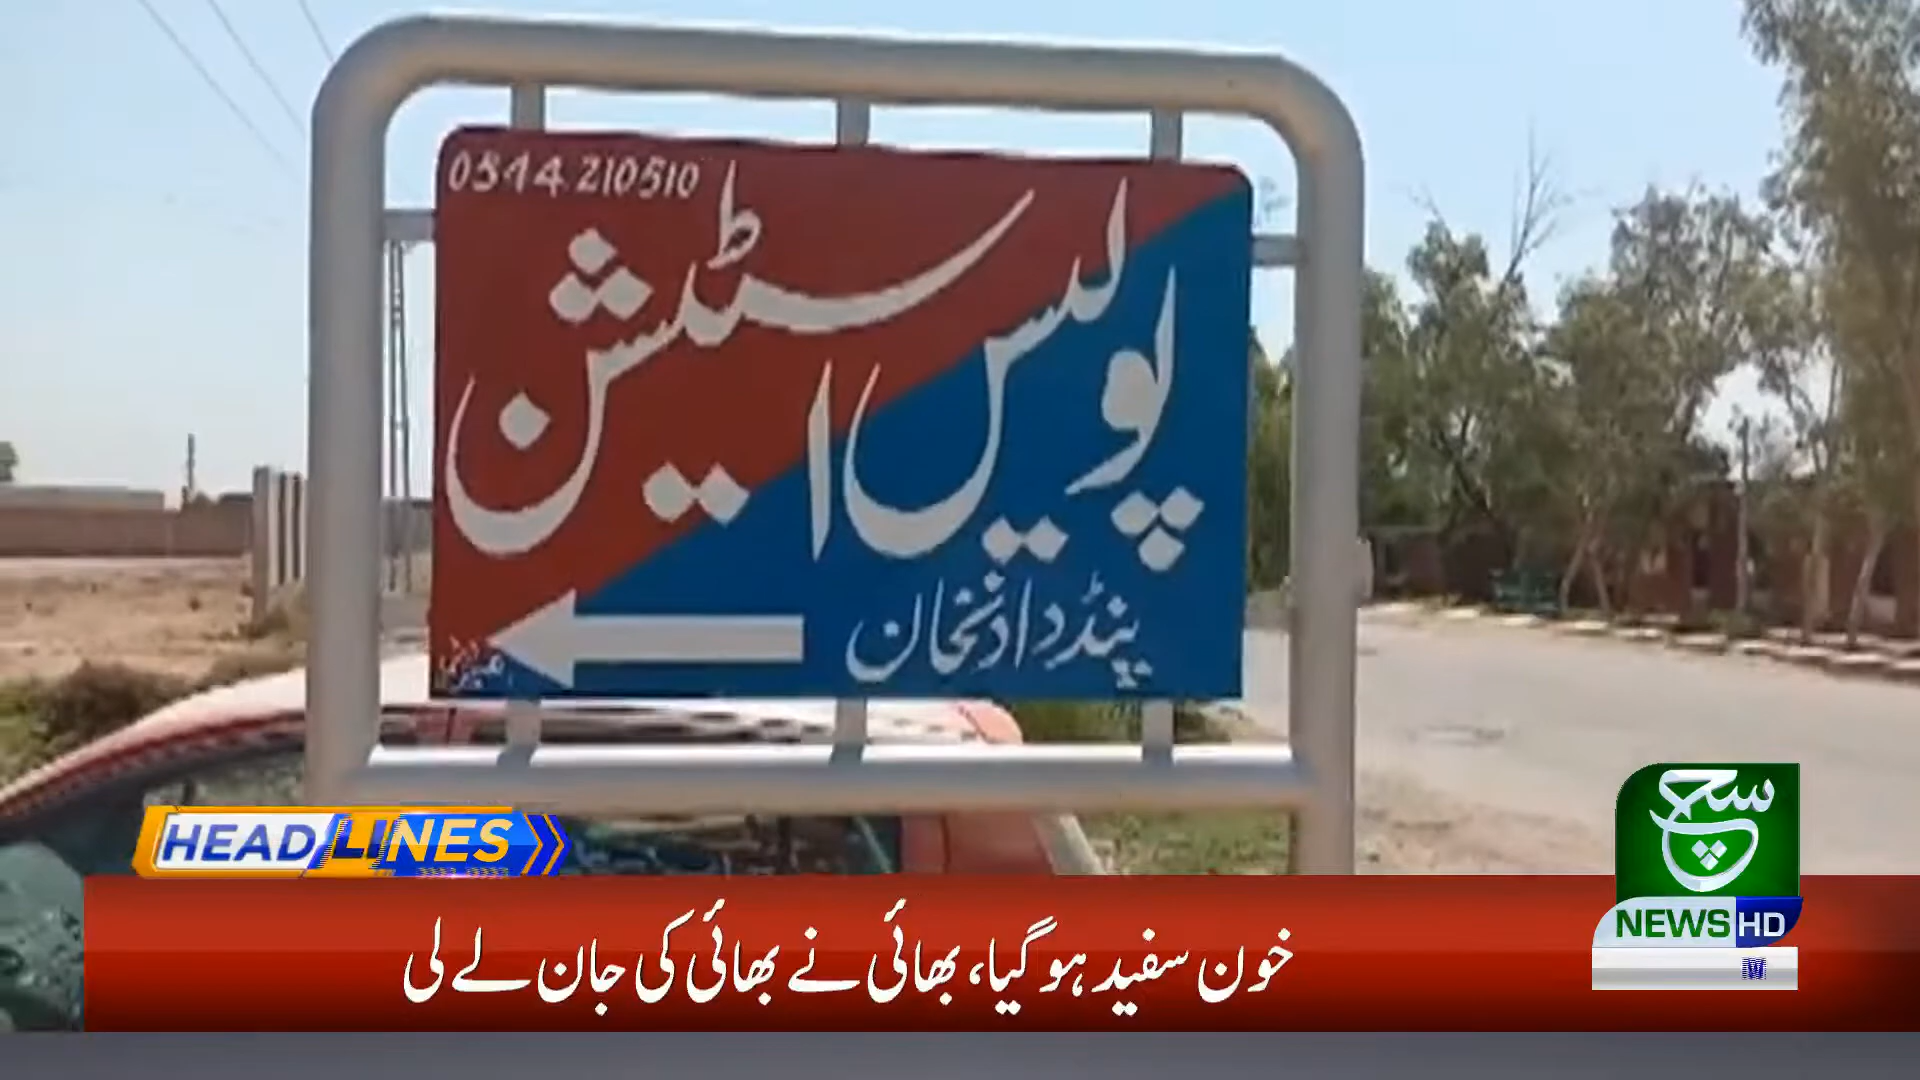 0544.210510
پولیس اسٹیشن
پنڈدادنخان
HEADLINES
سچ
NEWS HD
خون سفید ہو گیا، بھائی نے بھائی کی جان لے لی